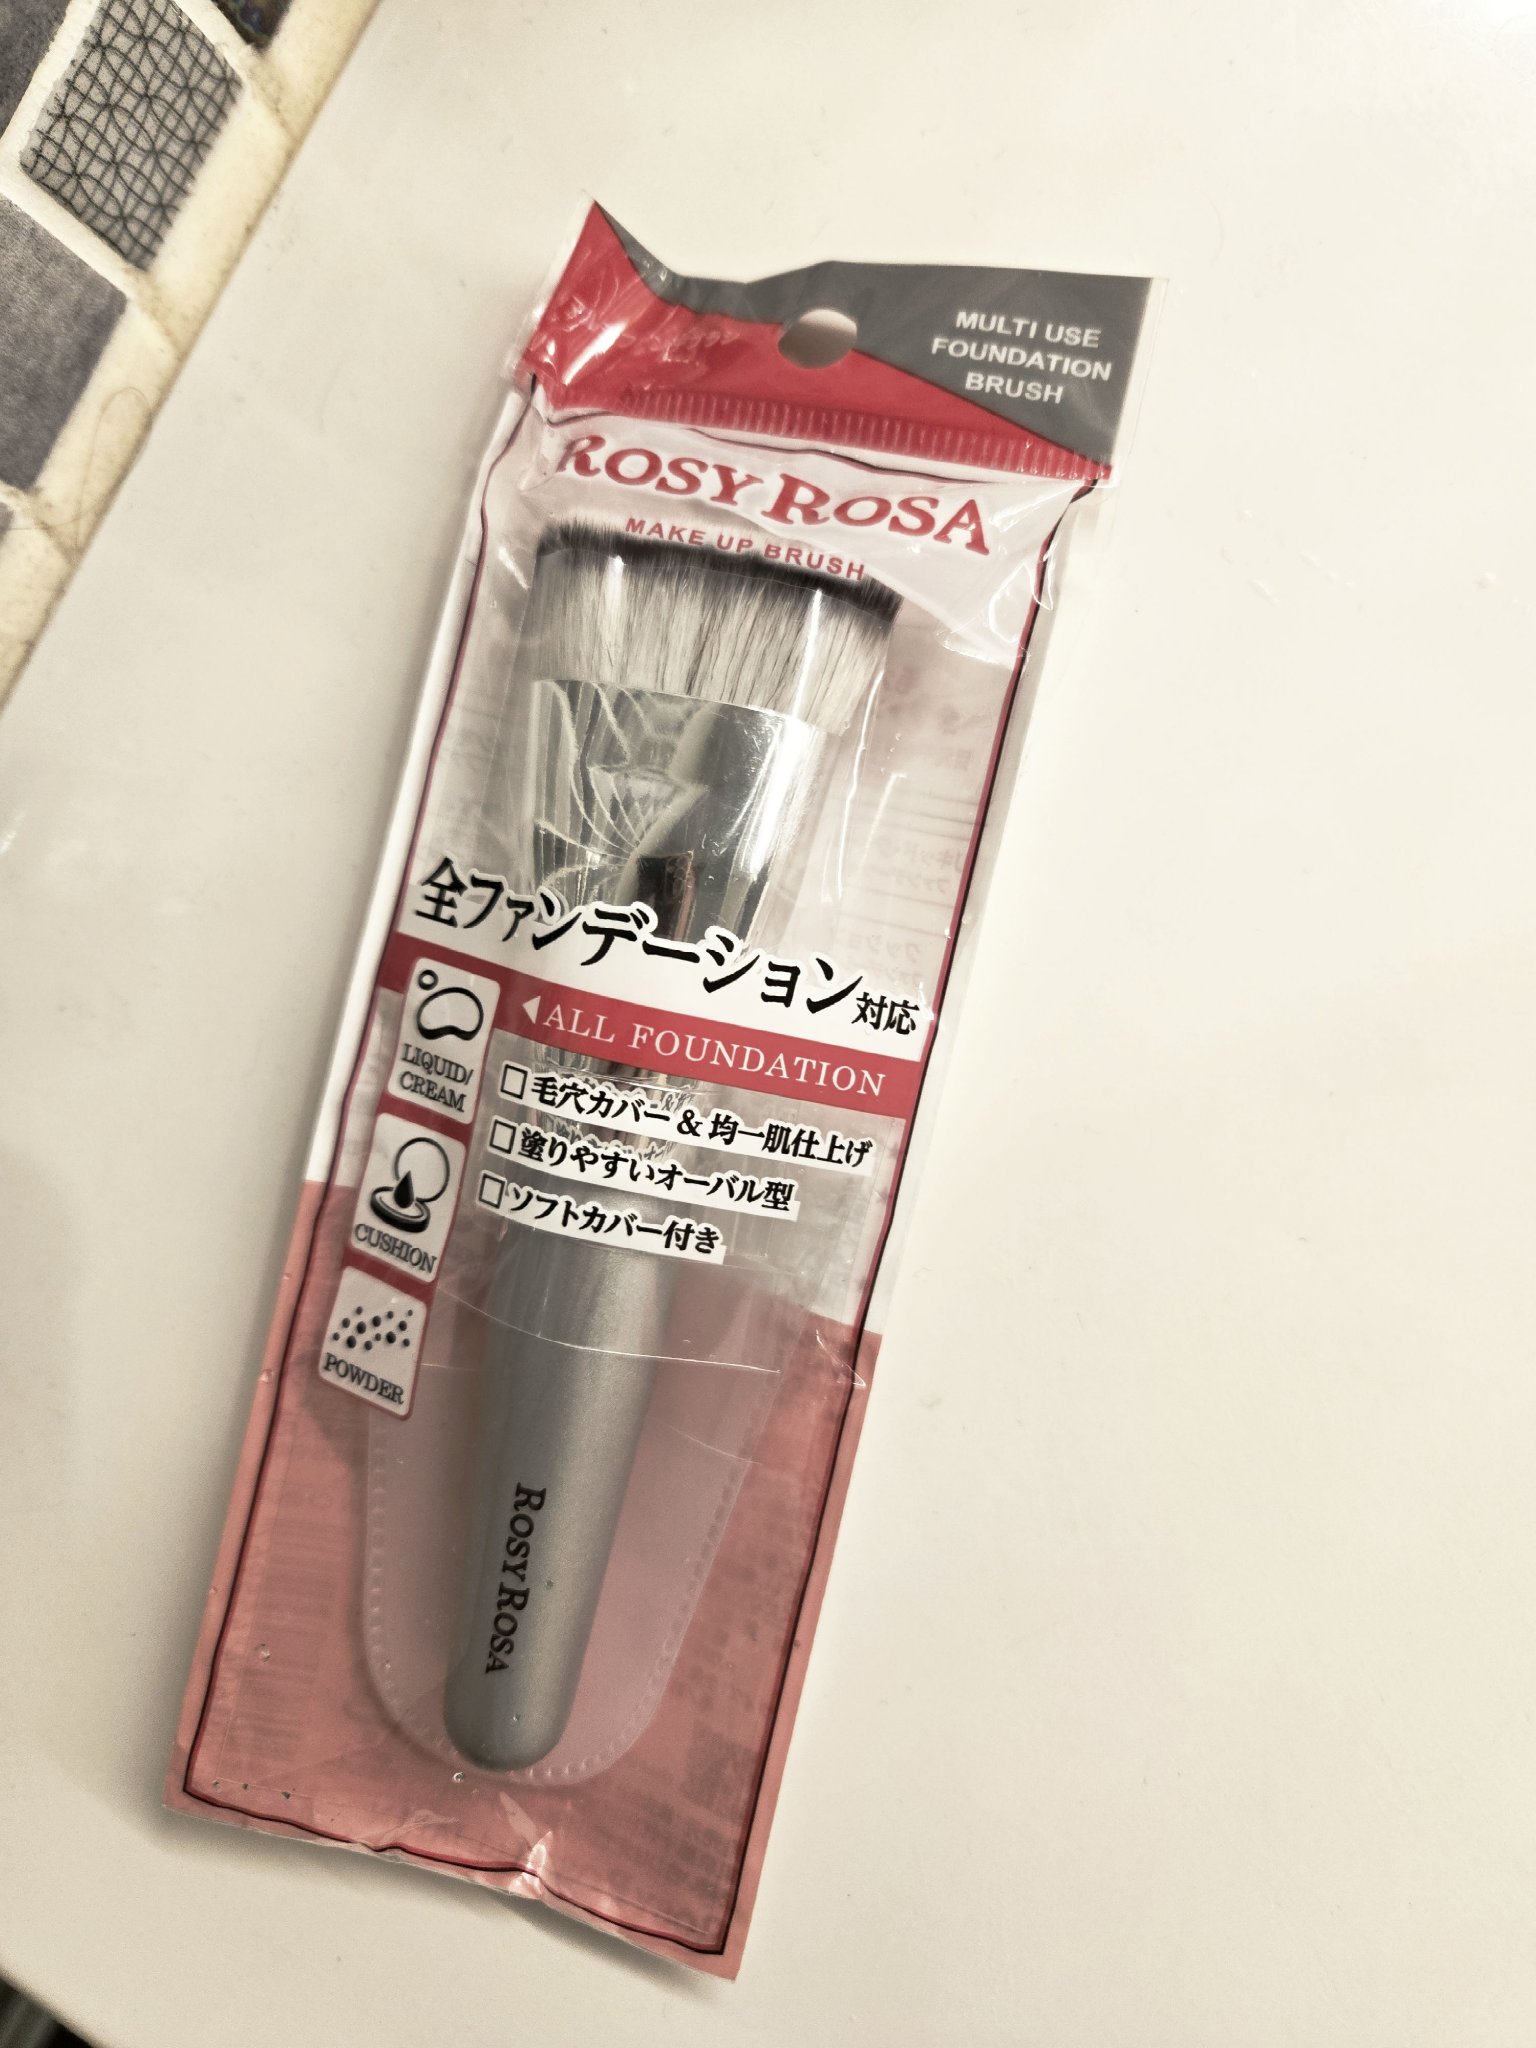 MULTI USE
FOUNDATION
BRUSH
ROSY ROSA
MAKE UP BRUSH
全ファンデーション対応
ALL FOUNDATION
LIQUID/
CREAM
□毛穴カバー&均一肌仕上げ
□塗りやすいオーバル型
□ソフトカバー付き
CUSHION
POWDER
ROSY ROSA